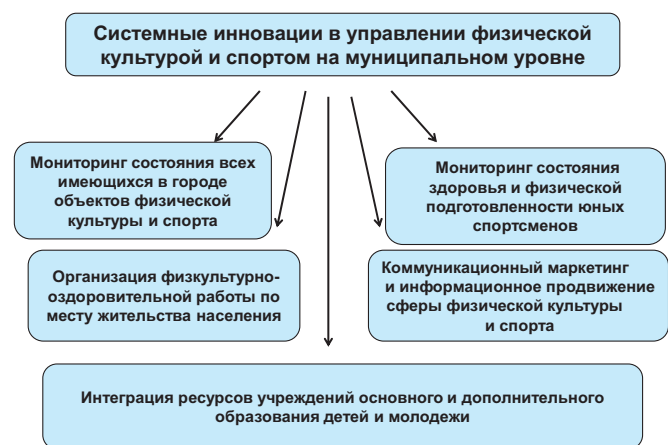 Системные инновации в управлении физической
культурой и спортом на муниципальном уровне
Мониторинг состояния всех
имеющихся в городе
объектов физической
культуры и спорта
Мониторинг состояния
здоровья и физической
подготовленности юных
спортсменов
Организация физкультурно-
оздоровительной работы по
месту жительства населения
Коммуникационный маркетинг
и информационное продвижение
сферы физической культуры
и спорта
Интеграция ресурсов учреждений основного и дополнительного
образования детей и молодежи